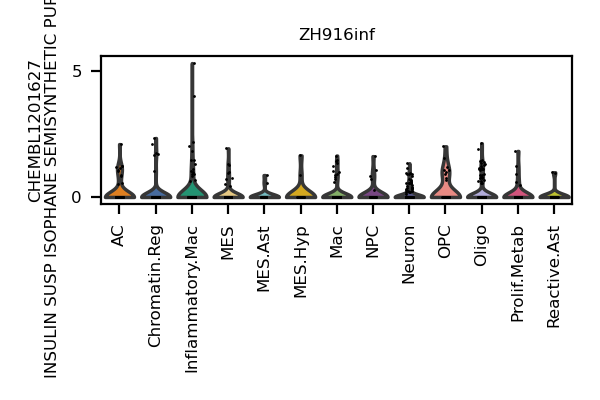 ZH916inf
CHEMBL1201627
INSULIN SUSP ISOPHANE SEMISYNTHETIC
5
0
AC
Chromatin.Reg
Inflammatory.Mac
MES
MES.Ast
MES.Hyp
Mac
NPC
Neuron
OPC
Oligo
Prolif.Metab
Reactive.Ast